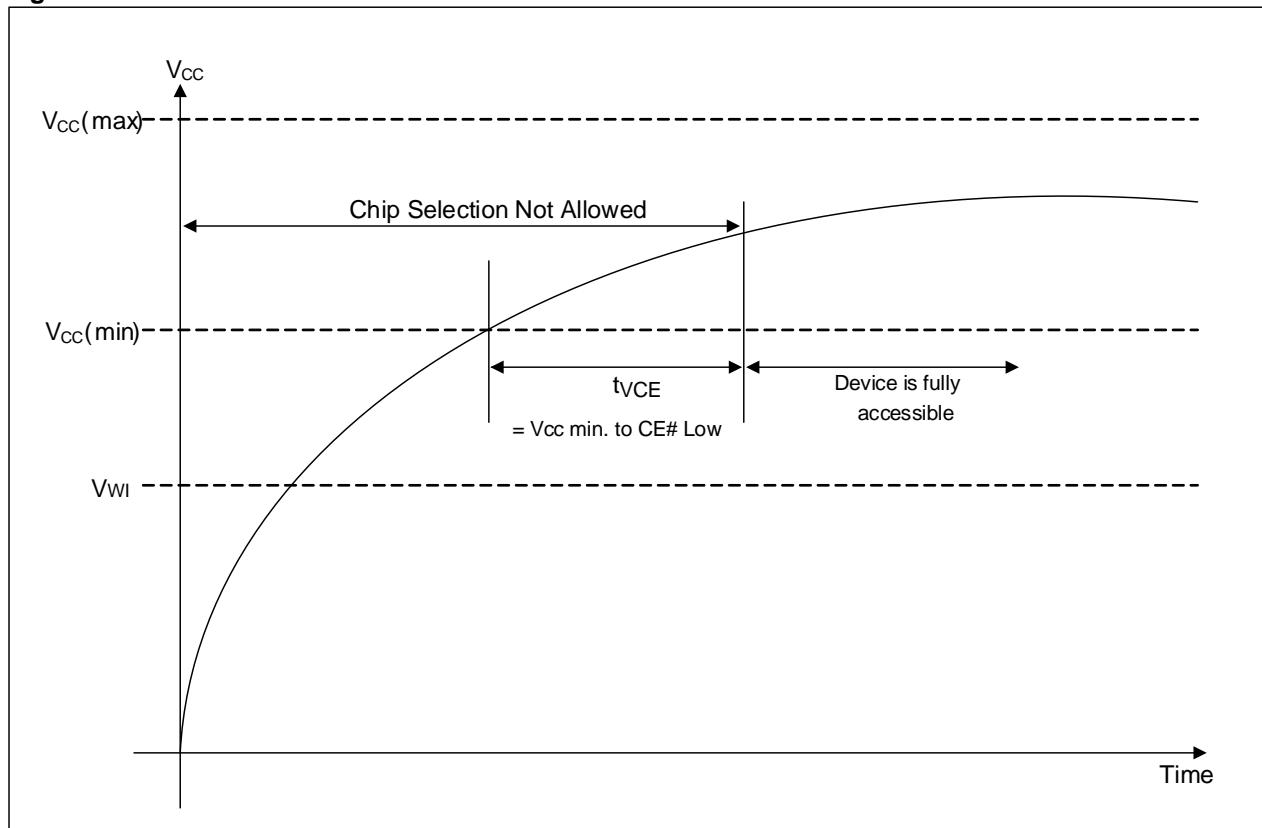 VCC
VCC(max)
Chip Selection Not Allowed
VCC(min)
tVCE
= Vcc min. to CE# Low
Device is fully
accessible
VWI
Time